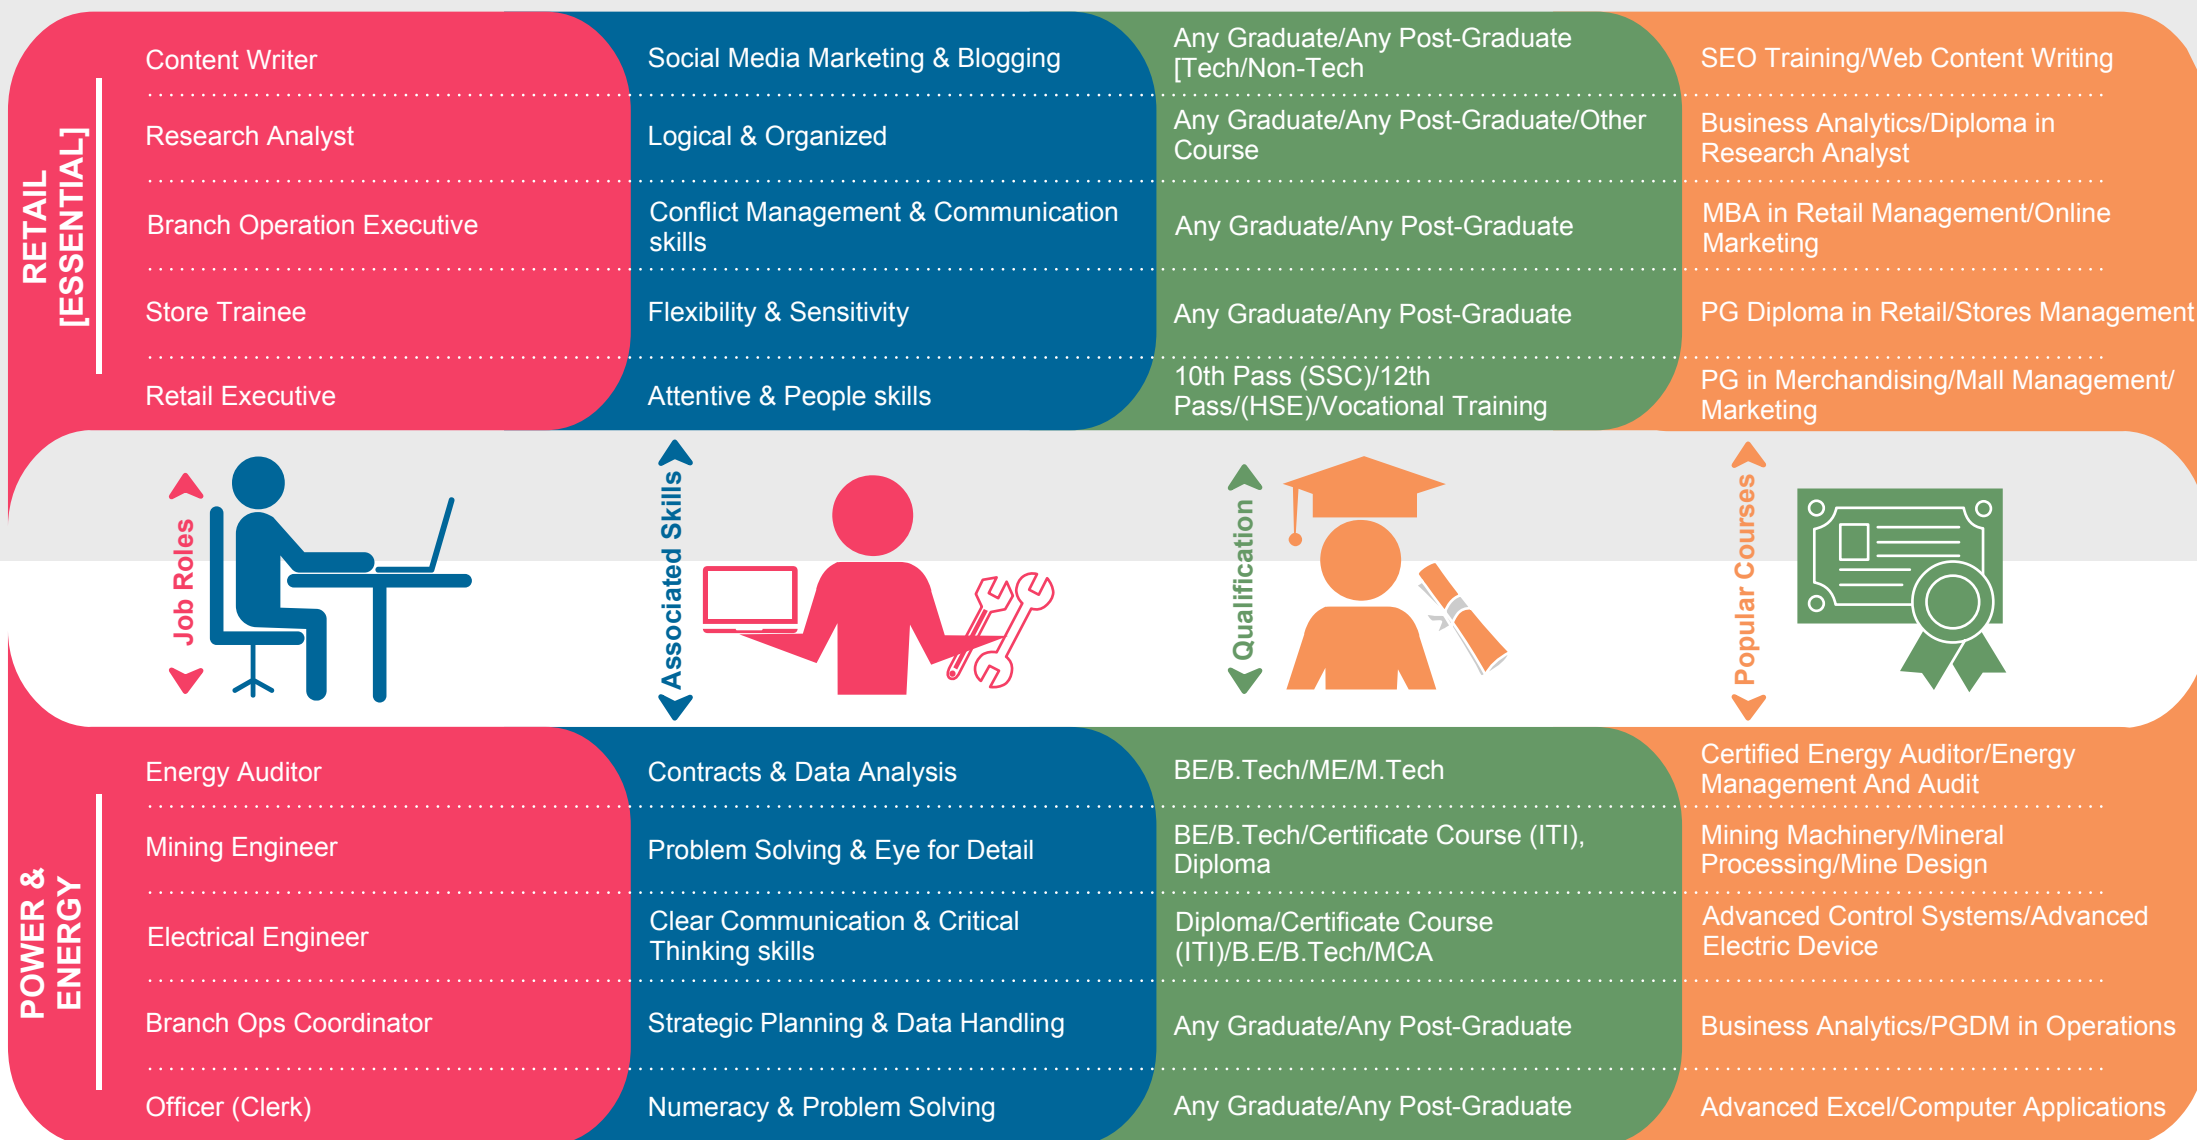 RETAIL
[ESSENTIAL]
Content Writer
Social Media Marketing & Blogging
Any Graduate/Any Post-Graduate
[Tech/Non-Tech
SEO Training/Web Content Writing
Research Analyst
Logical & Organized
Any Graduate/Any Post-Graduate/Other
Course
Business Analytics/Diploma in
Research Analyst
Branch Operation Executive
Conflict Management & Communication
skills
Any Graduate/Any Post-Graduate
MBA in Retail Management/Online
Marketing
Store Trainee
Flexibility & Sensitivity
Any Graduate/Any Post-Graduate
PG Diploma in Retail/Stores Management
Retail Executive
Attentive & People skills
10th Pass (SSC)/12th
Pass/(HSE)/Vocational Training
PG in Merchandising/Mall Management/
Marketing
Job Roles
Associated Skills
Qualification
Popular Courses
POWER &
ENERGY
Energy Auditor
Contracts & Data Analysis
BE/B.Tech/ME/M.Tech
Certified Energy Auditor/Energy
Management And Audit
Mining Engineer
Problem Solving & Eye for Detail
BE/B.Tech/Certificate Course (ITI),
Diploma
Mining Machinery/Mineral
Processing/Mine Design
Electrical Engineer
Clear Communication & Critical
Thinking skills
Diploma/Certificate Course
(ITI)/B.E/B.Tech/MCA
Advanced Control Systems/Advanced
Electric Device
Branch Ops Coordinator
Strategic Planning & Data Handling
Any Graduate/Any Post-Graduate
Business Analytics/PGDM in Operations
Officer (Clerk)
Numeracy & Problem Solving
Any Graduate/Any Post-Graduate
Advanced Excel/Computer Applications